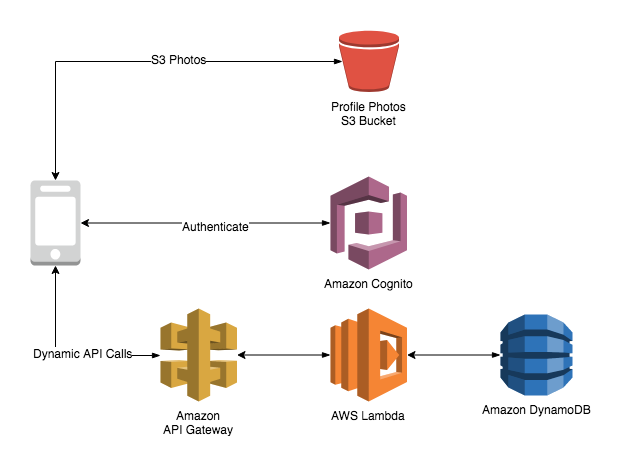 S3 Photos
Profile Photos
S3 Bucket
Authenticate
Amazon Cognito
Dynamic API Calls
Amazon
API Gateway
AWS Lambda
Amazon DynamoDB